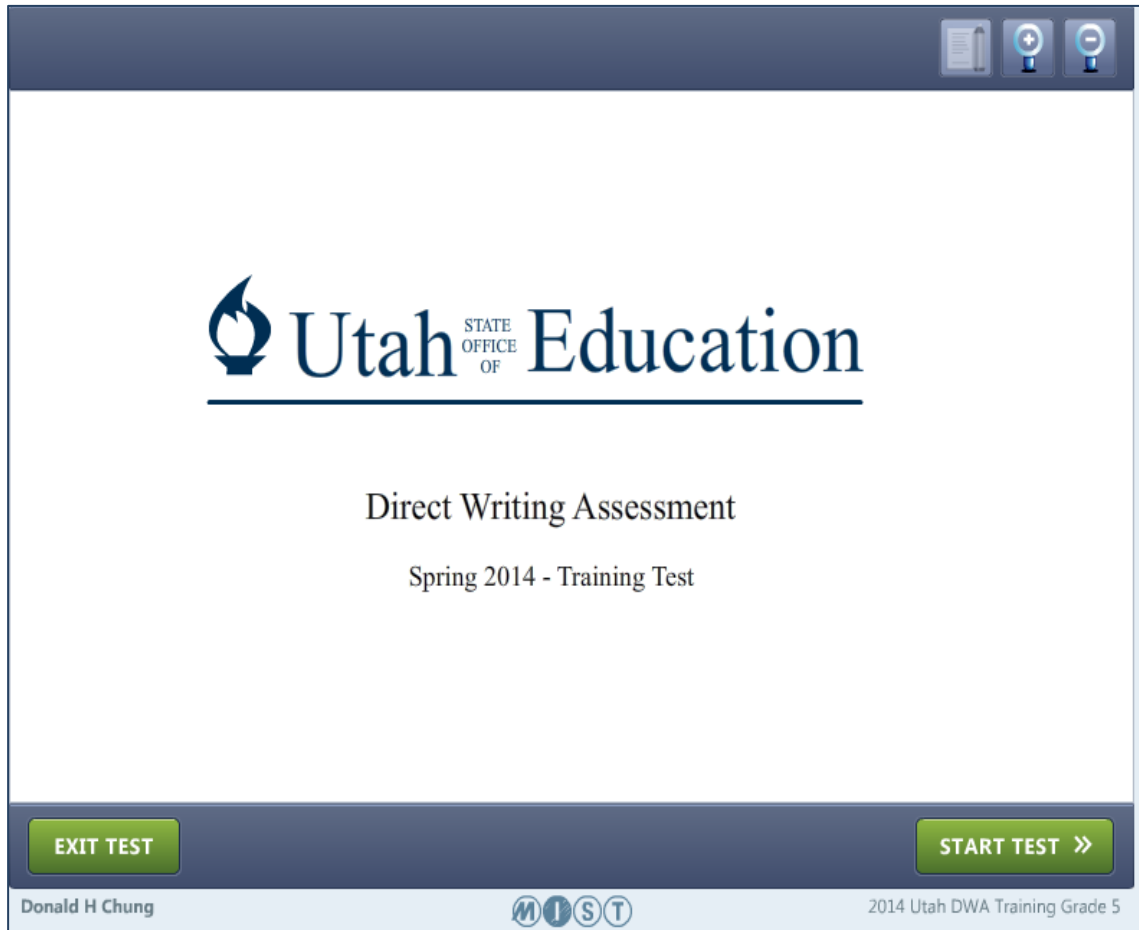 Utah STATE OFFICE OF Education
Direct Writing Assessment
Spring 2014 - Training Test
EXIT TEST
START TEST »
Donald H Chung
MIST
2014 Utah DWA Training Grade 5